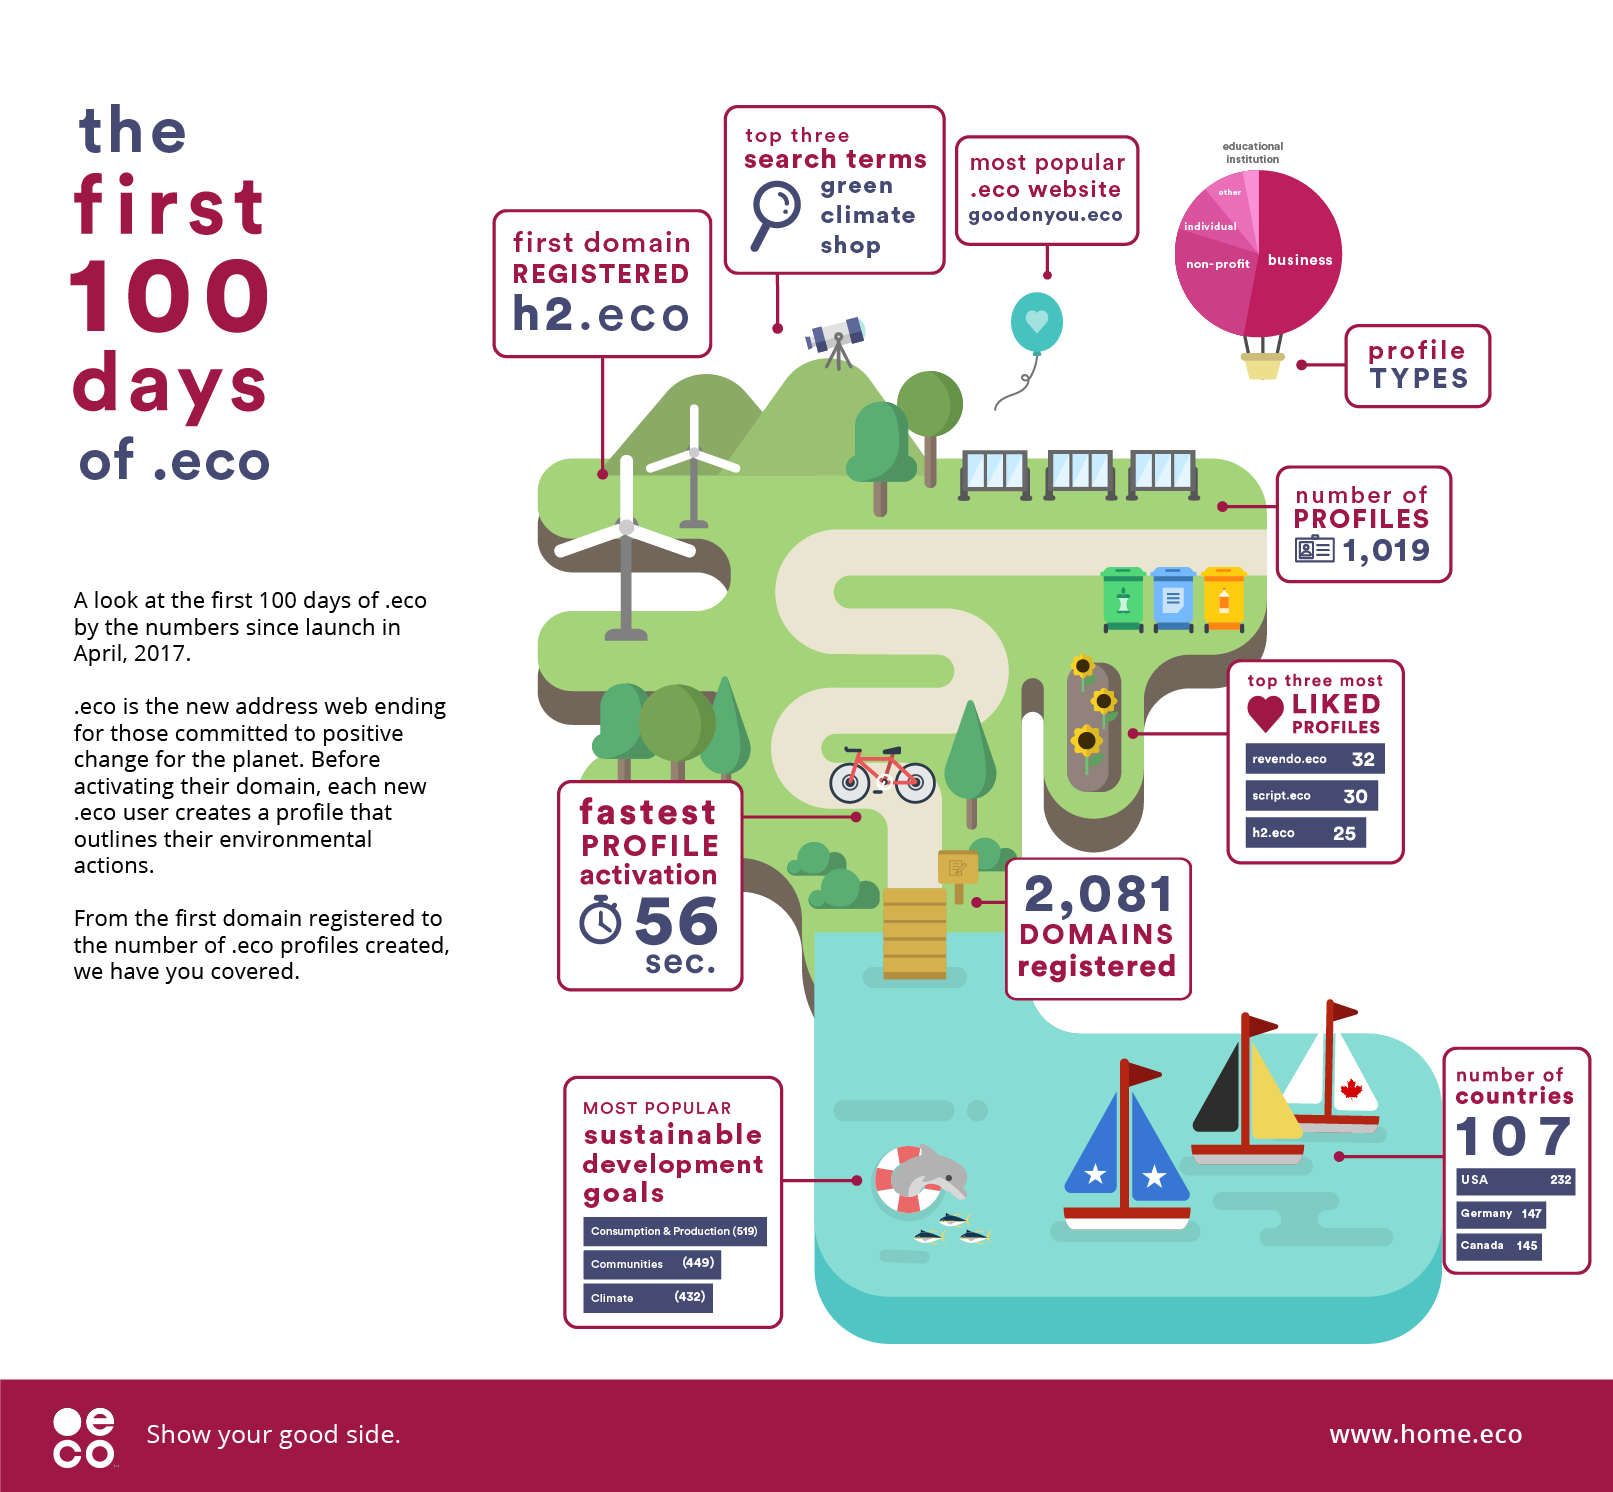 the
first
100
days
of .eco
A look at the first 100 days of .eco
by the numbers since launch in
April, 2017.
.eco is the new address web ending
for those committed to positive
change for the planet. Before
activating their domain, each new
.eco user creates a profile that
outlines their environmental
actions.
From the first domain registered to
the number of .eco profiles created,
we have you covered.
first domain
REGISTERED
h2.eco
top three
search terms
green
climate
shop
most popular
.eco website
goodonyou.eco
educational
institution
other
individual
non-profit
business
profile
TYPES
number of
PROFILES
1,019
top three most
LIKED
PROFILES
revendo.eco 32
script.eco 30
h2.eco 25
fastest
PROFILE
activation
56
sec.
2,081
DOMAINS
registered
MOST POPULAR
sustainable
development
goals
Consumption & Production (519)
Communities (449)
Climate (432)
number of
countries
107
USA 232
Germany 147
Canada 145
eco
Show your good side.
www.home.eco